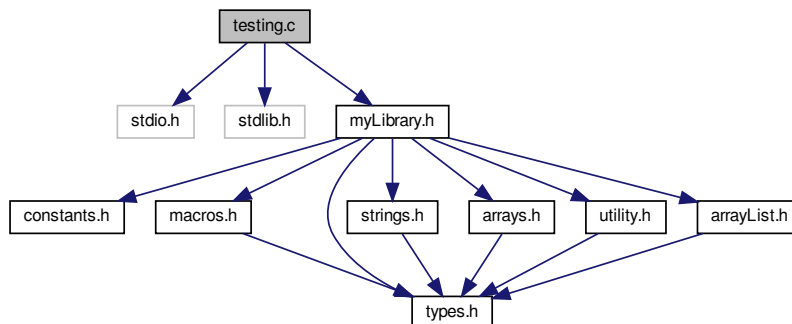 testing.c
stdio.h
stdlib.h
myLibrary.h
constants.h
macros.h
strings.h
arrays.h
utility.h
arrayList.h
types.h